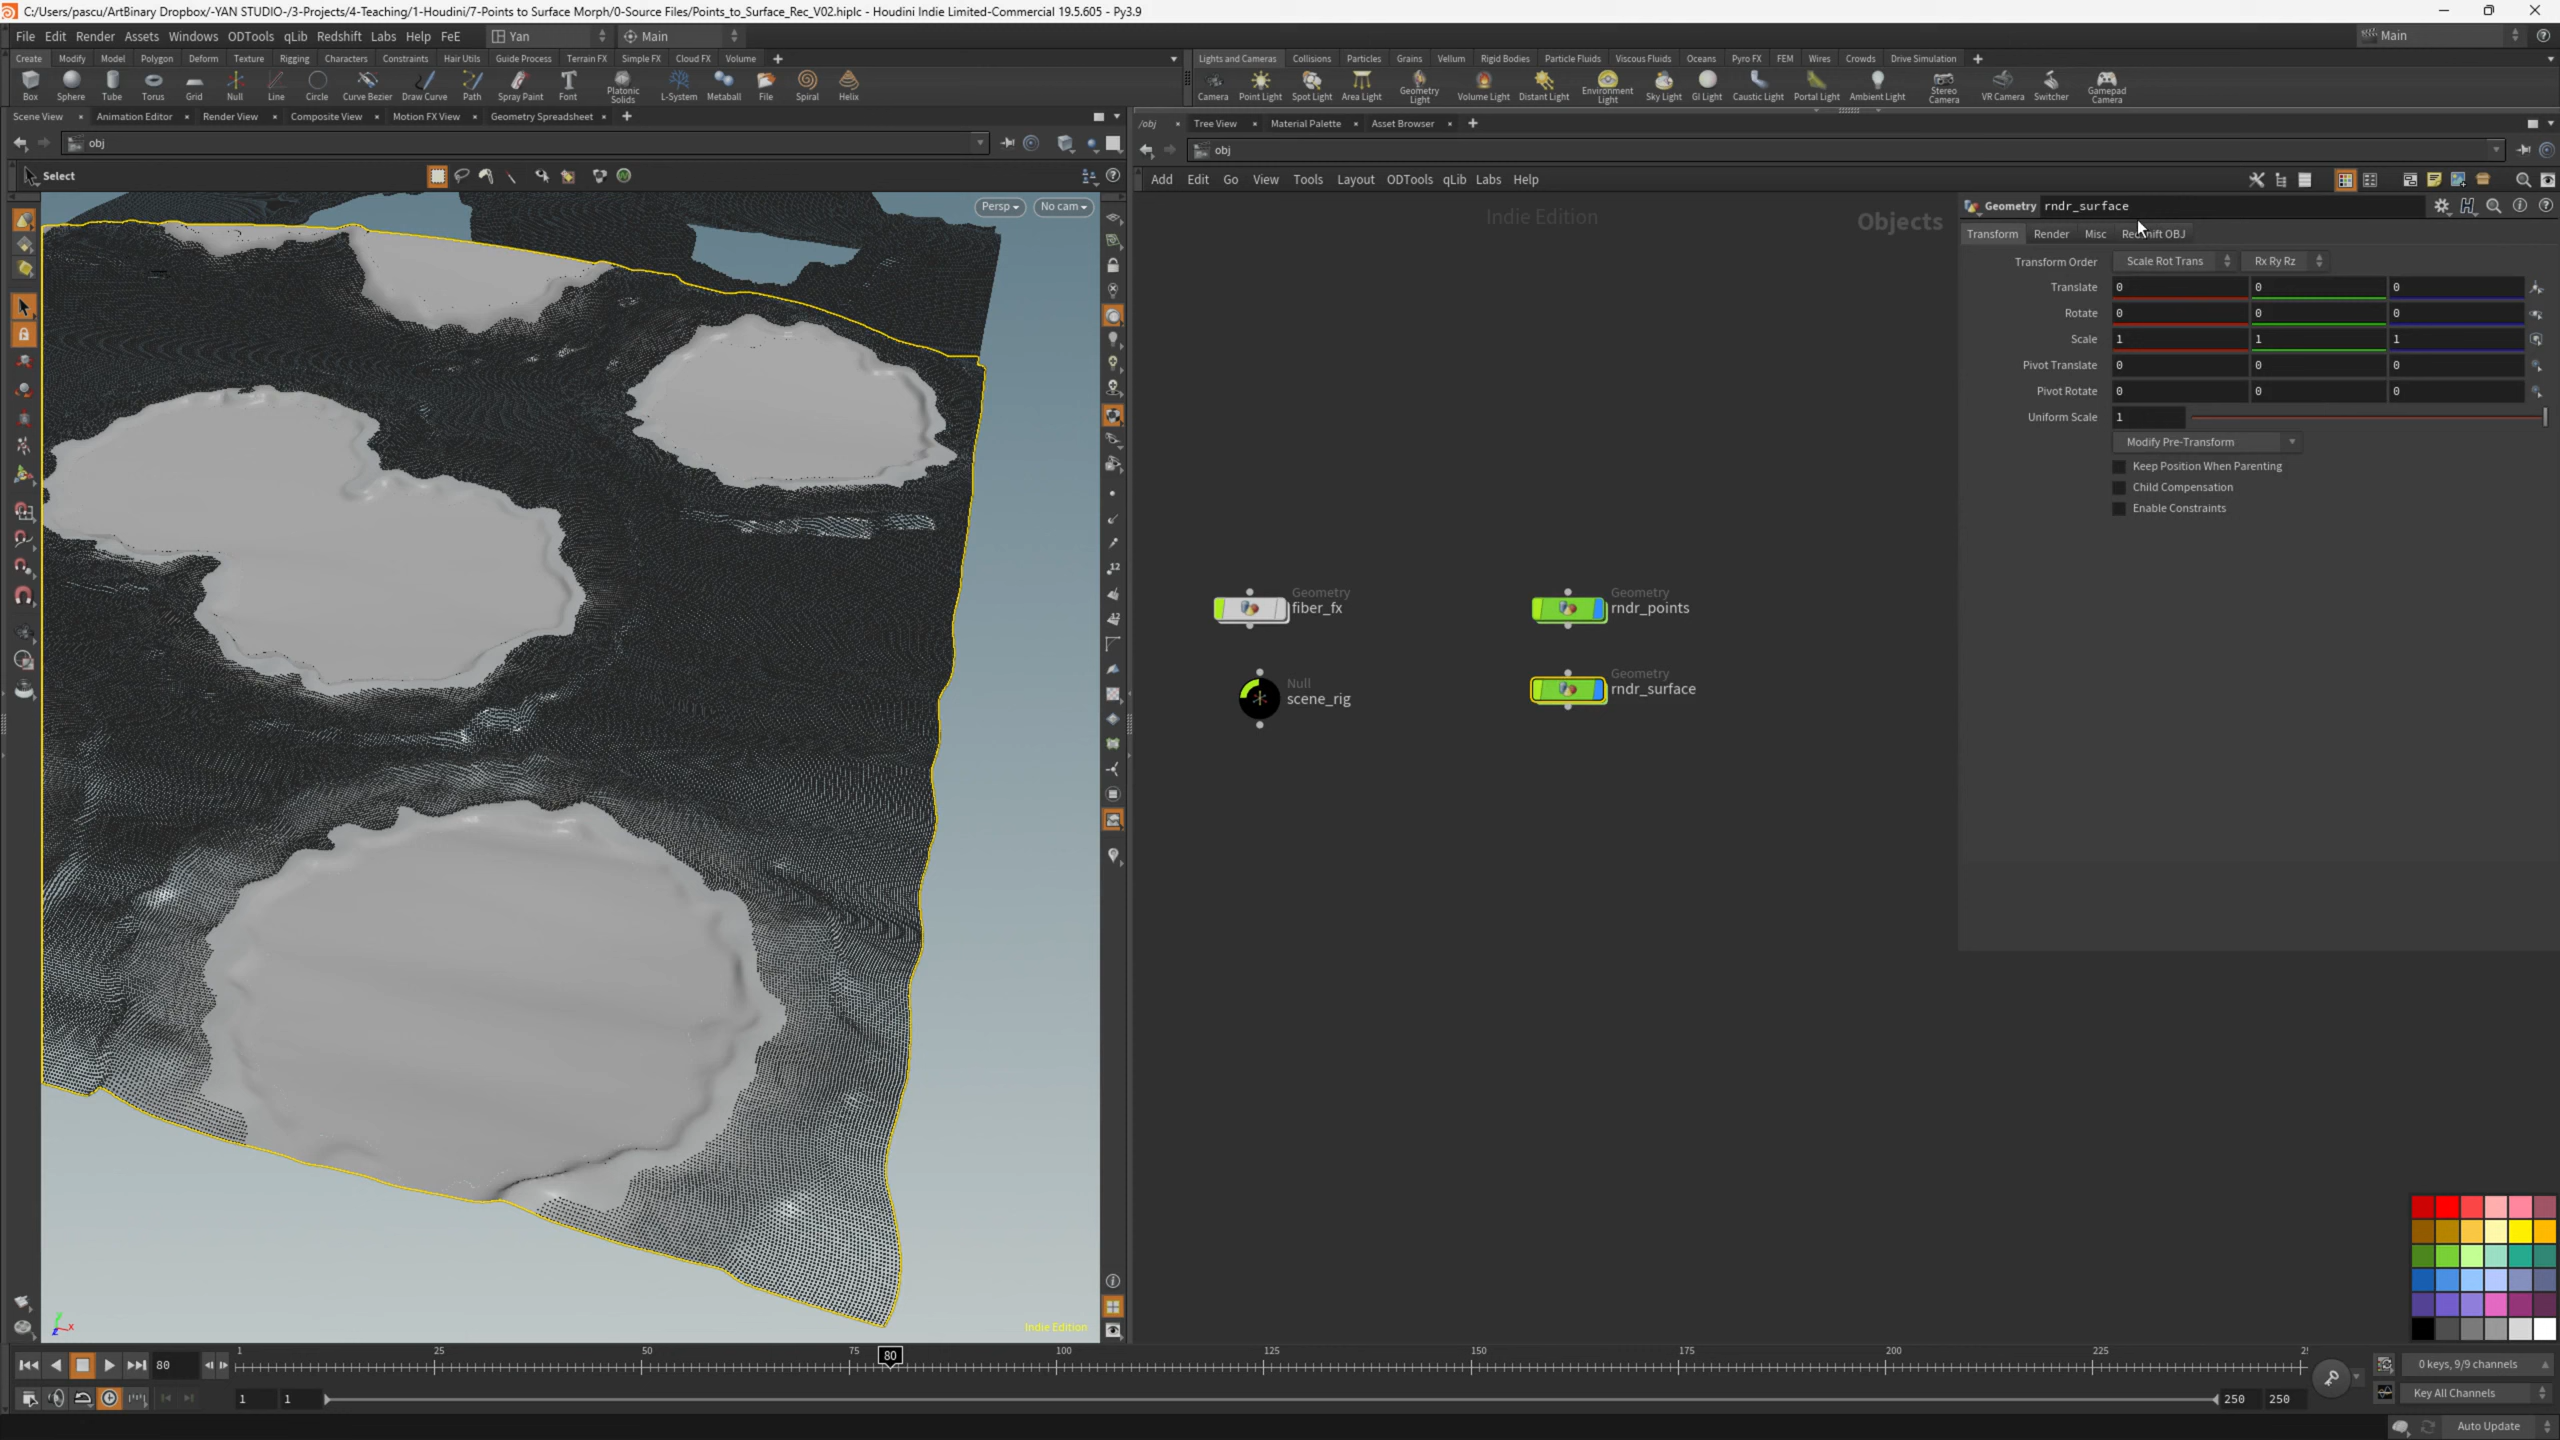 C:/Users/pascu/ArtBinary Dropbox/-YAN STUDIO-/3-Projects/4-Teaching/1-Houdini/7-Points to Surface Morph/0-Source Files/Points_to_Surface_Rec_V02.hiplc - Houdini Indie Limited-Commercial 19.5.605 - Py3.9
File Edit Render Assets Windows ODTools qLib Redshift Labs Help FeE Yan Main Main
Create Modify Model Polygon Deform Texture Rigging Characters Constraints Hair Utils Guide Process Terrain FX Simple FX Cloud FX Volume
Lights and Cameras Collisions Particles Grains Vellum Rigid Bodies Particle Fluids Viscous Fluids Oceans Pyro FX FEM Wires Crowds Drive Simulation
Box Sphere Tube Torus Grid Null Line Circle Curve Bezier Draw Curve Path Spray Paint Font Platonic Solids L-System Metaball File Spiral Helix
Camera Point Light Spot Light Area Light Geometry Light Volume Light Distant Light Environment Light Sky Light GI Light Caustic Light Portal Light Ambient Light Stereo Camera VR Camera Switcher Gamepad Camera
Scene View Animation Editor Render View Composite View Motion FX View Geometry Spreadsheet
/obj Tree View Material Palette Asset Browser
obj
obj
Select
Add Edit Go View Tools Layout ODTools qLib Labs Help
Persp No cam
Indie Edition
Objects
Geometry rndr_surface
Transform Render Misc Redshift OBJ
Transform Order Scale Rot Trans Rx Ry Rz
Translate 0 0 0
Rotate 0 0 0
Scale 1 1 1
Pivot Translate 0 0 0
Pivot Rotate 0 0 0
Uniform Scale 1
Modify Pre-Transform
Keep Position When Parenting
Child Compensation
Enable Constraints
Geometry
fiber_fx
Geometry
rndr_points
Null
scene_rig
Geometry
rndr_surface
Indie Edition
80
1 25 50 75 80 100 125 150 175 200 225
0 keys, 9/9 channels
1 1 250 250
Key All Channels
Auto Update